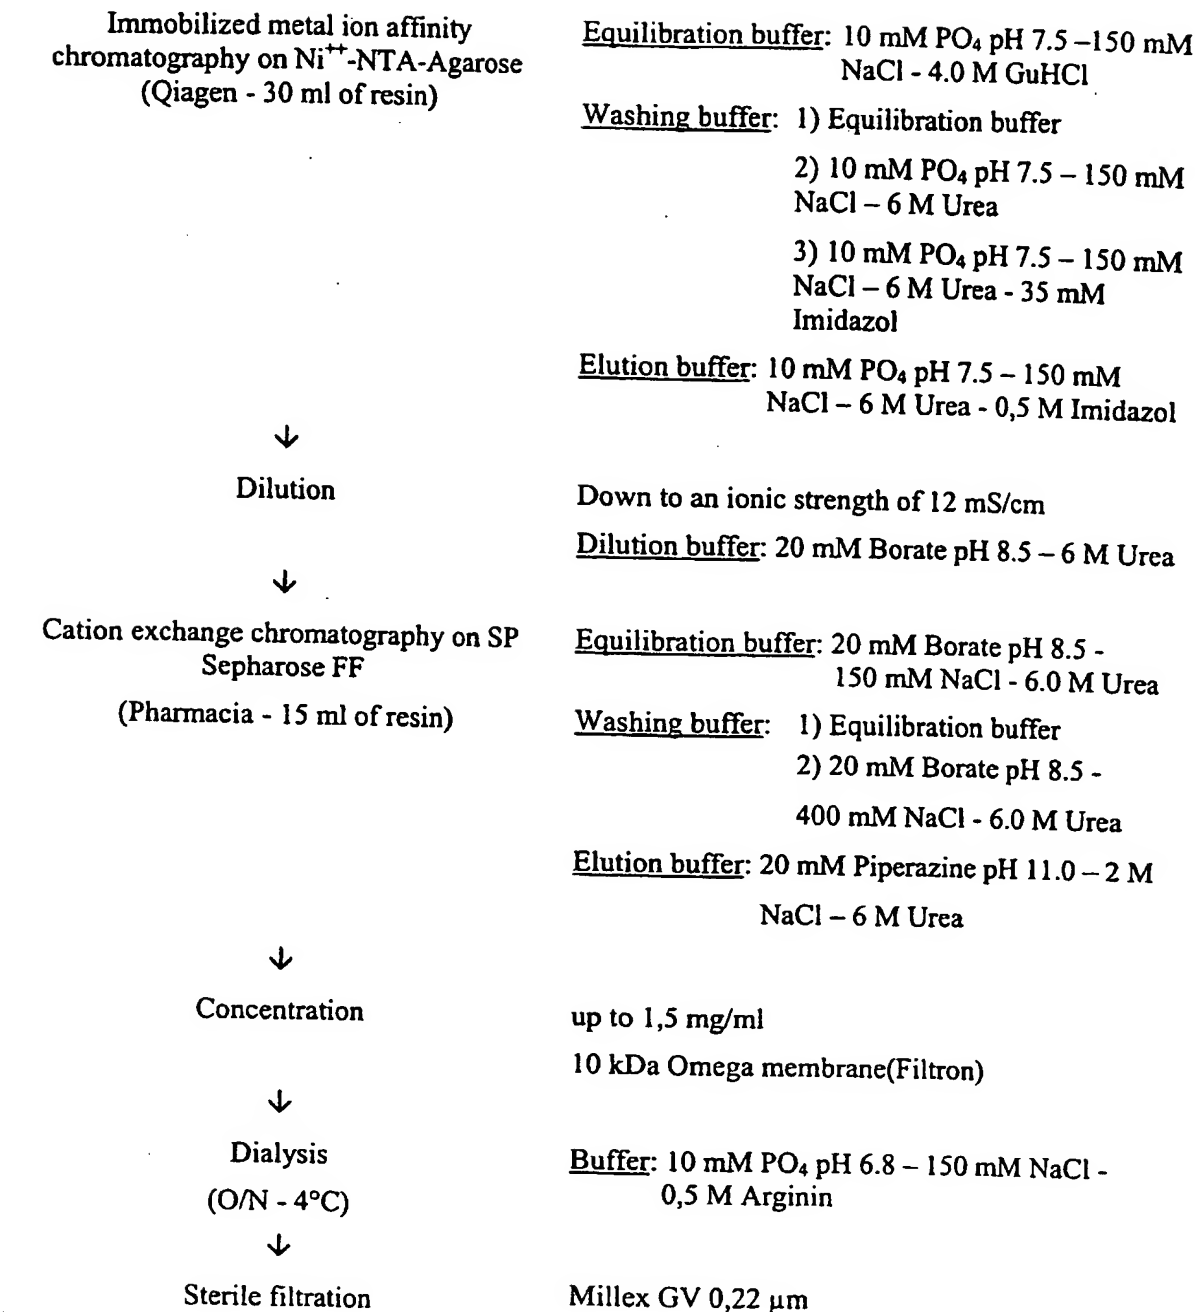 Immobilized metal ion affinity
chromatography on Ni⁺⁺-NTA-Agarose
(Qiagen - 30 ml of resin)
Equilibration buffer: 10 mM PO₄ pH 7.5 –150 mM
NaCl - 4.0 M GuHCl
Washing buffer: 1) Equilibration buffer
2) 10 mM PO₄ pH 7.5 – 150 mM
NaCl – 6 M Urea
3) 10 mM PO₄ pH 7.5 – 150 mM
NaCl – 6 M Urea - 35 mM
Imidazol
Elution buffer: 10 mM PO₄ pH 7.5 – 150 mM
NaCl – 6 M Urea - 0,5 M Imidazol
↓
Dilution
Down to an ionic strength of 12 mS/cm
Dilution buffer: 20 mM Borate pH 8.5 – 6 M Urea
↓
Cation exchange chromatography on SP
Sepharose FF
(Pharmacia - 15 ml of resin)
Equilibration buffer: 20 mM Borate pH 8.5 -
150 mM NaCl - 6.0 M Urea
Washing buffer: 1) Equilibration buffer
2) 20 mM Borate pH 8.5 -
400 mM NaCl - 6.0 M Urea
Elution buffer: 20 mM Piperazine pH 11.0 – 2 M
NaCl – 6 M Urea
↓
Concentration
up to 1,5 mg/ml
10 kDa Omega membrane(Filtron)
↓
Dialysis
(O/N - 4°C)
Buffer: 10 mM PO₄ pH 6.8 – 150 mM NaCl -
0,5 M Arginin
↓
Sterile filtration
Millex GV 0,22 µm